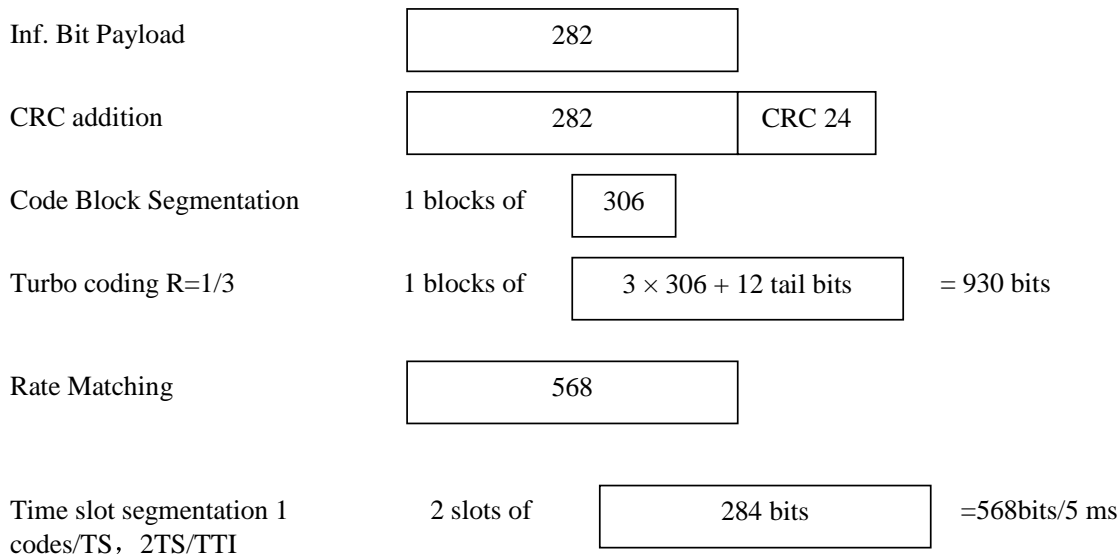 Inf. Bit Payload 282
CRC addition 282 CRC 24
Code Block Segmentation 1 blocks of 306
Turbo coding R=1/3 1 blocks of 3 × 306 + 12 tail bits = 930 bits
Rate Matching 568
Time slot segmentation 1 2 slots of 284 bits =568bits/5 ms
codes/TS，2TS/TTI